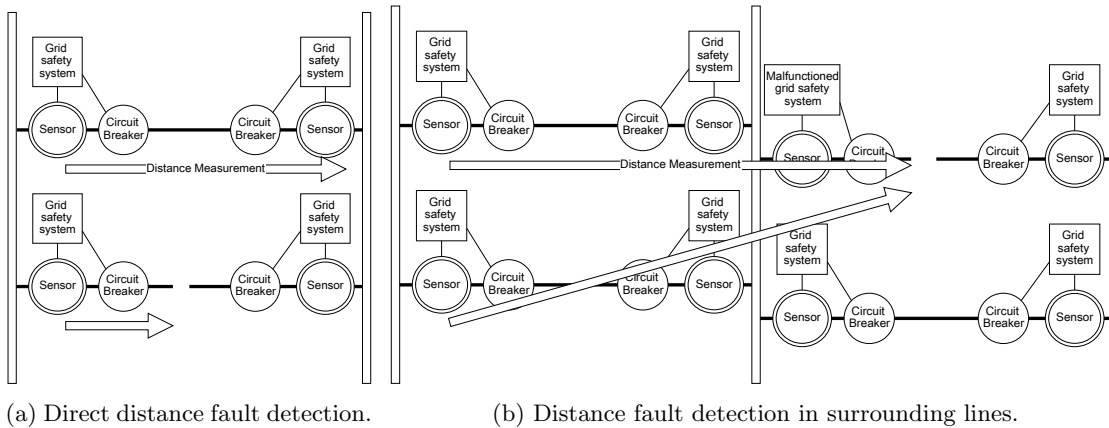 Grid
safety
system
Grid
safety
system
Sensor
Circuit
Breaker
Circuit
Breaker
Sensor
Distance Measurement
Grid
safety
system
Grid
safety
system
Sensor
Circuit
Breaker
Circuit
Breaker
Sensor
(a) Direct distance fault detection.
Grid
safety
system
Grid
safety
system
Sensor
Circuit
Breaker
Circuit
Breaker
Sensor
Malfunctioned
grid safety
system
Grid
safety
system
Sensor
Circuit
Breaker
Circuit
Breaker
Sensor
Distance Measurement
Grid
safety
system
Grid
safety
system
Sensor
Circuit
Breaker
Circuit
Breaker
Sensor
Grid
safety
system
Grid
safety
system
Sensor
Circuit
Breaker
Circuit
Breaker
Sensor
(b) Distance fault detection in surrounding lines.